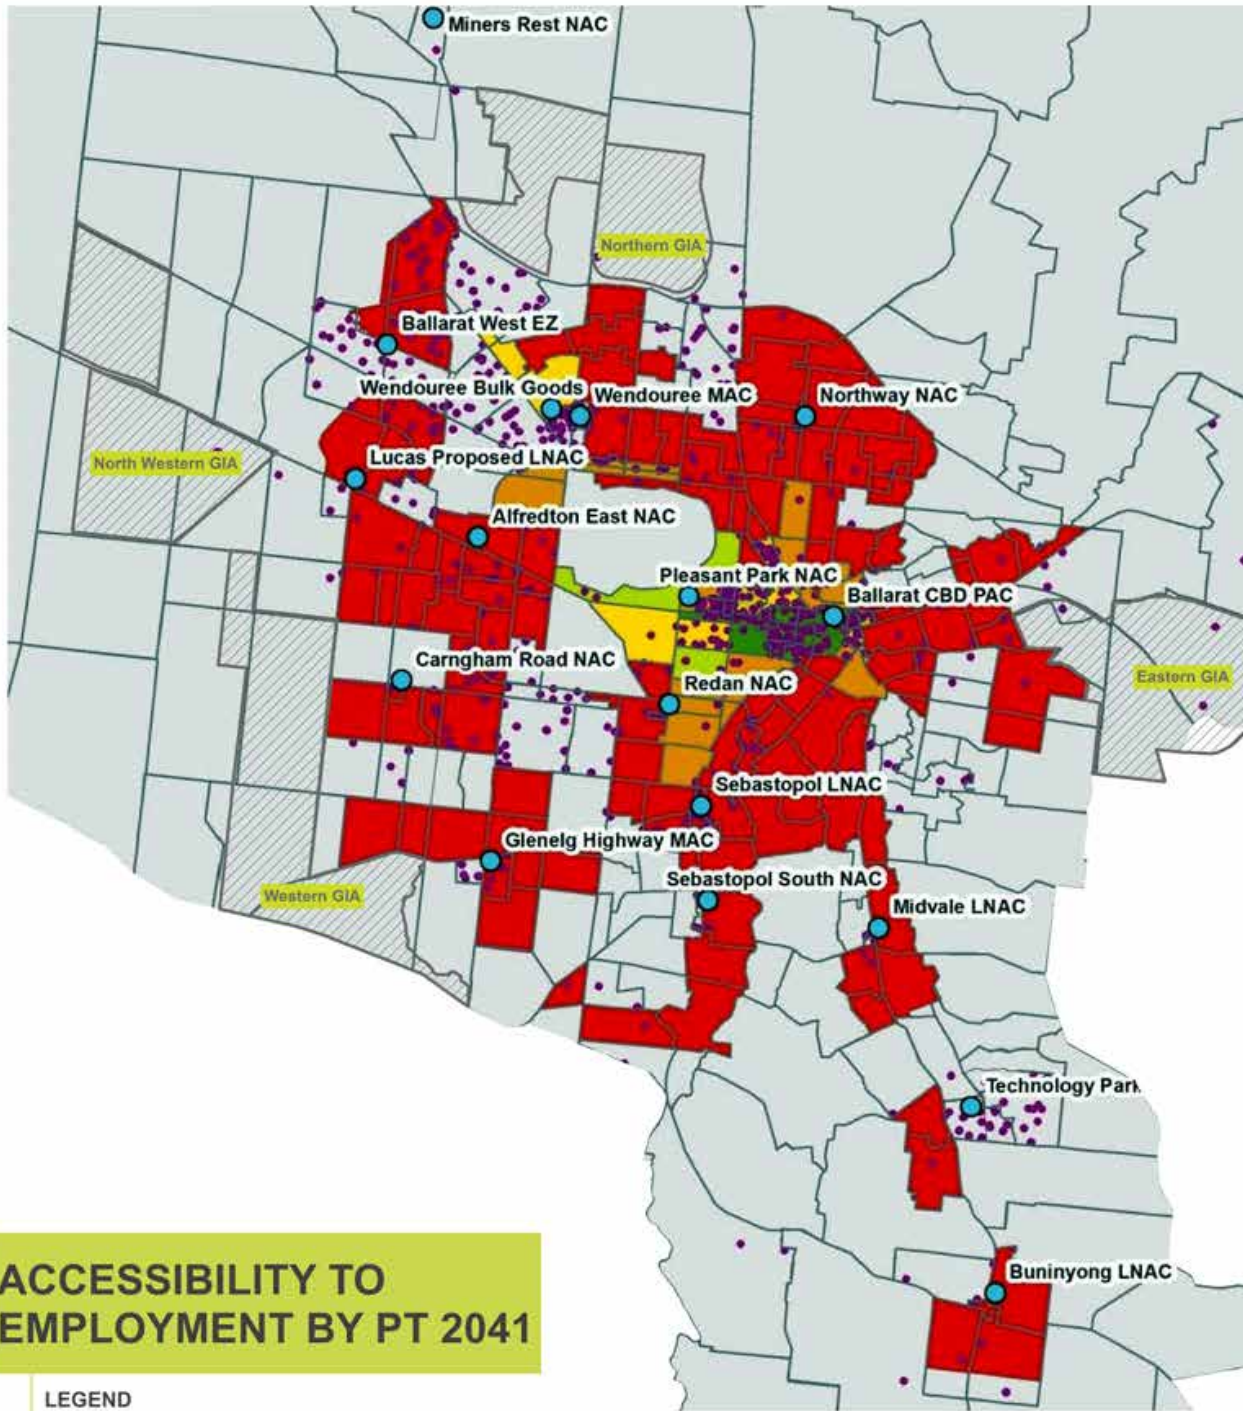 Miners Rest NAC
Northern GIA
Ballarat West EZ
Wendouree Bulk Goods
Wendouree MAC
Northway NAC
North Western GIA
Lucas Proposed LNAC
Alfredton East NAC
Pleasant Park NAC
Ballarat CBD PAC
Carngham Road NAC
Eastern GIA
Redan NAC
Sebastopol LNAC
Glenelg Highway MAC
Sebastopol South NAC
Western GIA
Midvale LNAC
Technology Park
Buninyong LNAC
ACCESSIBILITY TO
EMPLOYMENT BY PT 2041
LEGEND